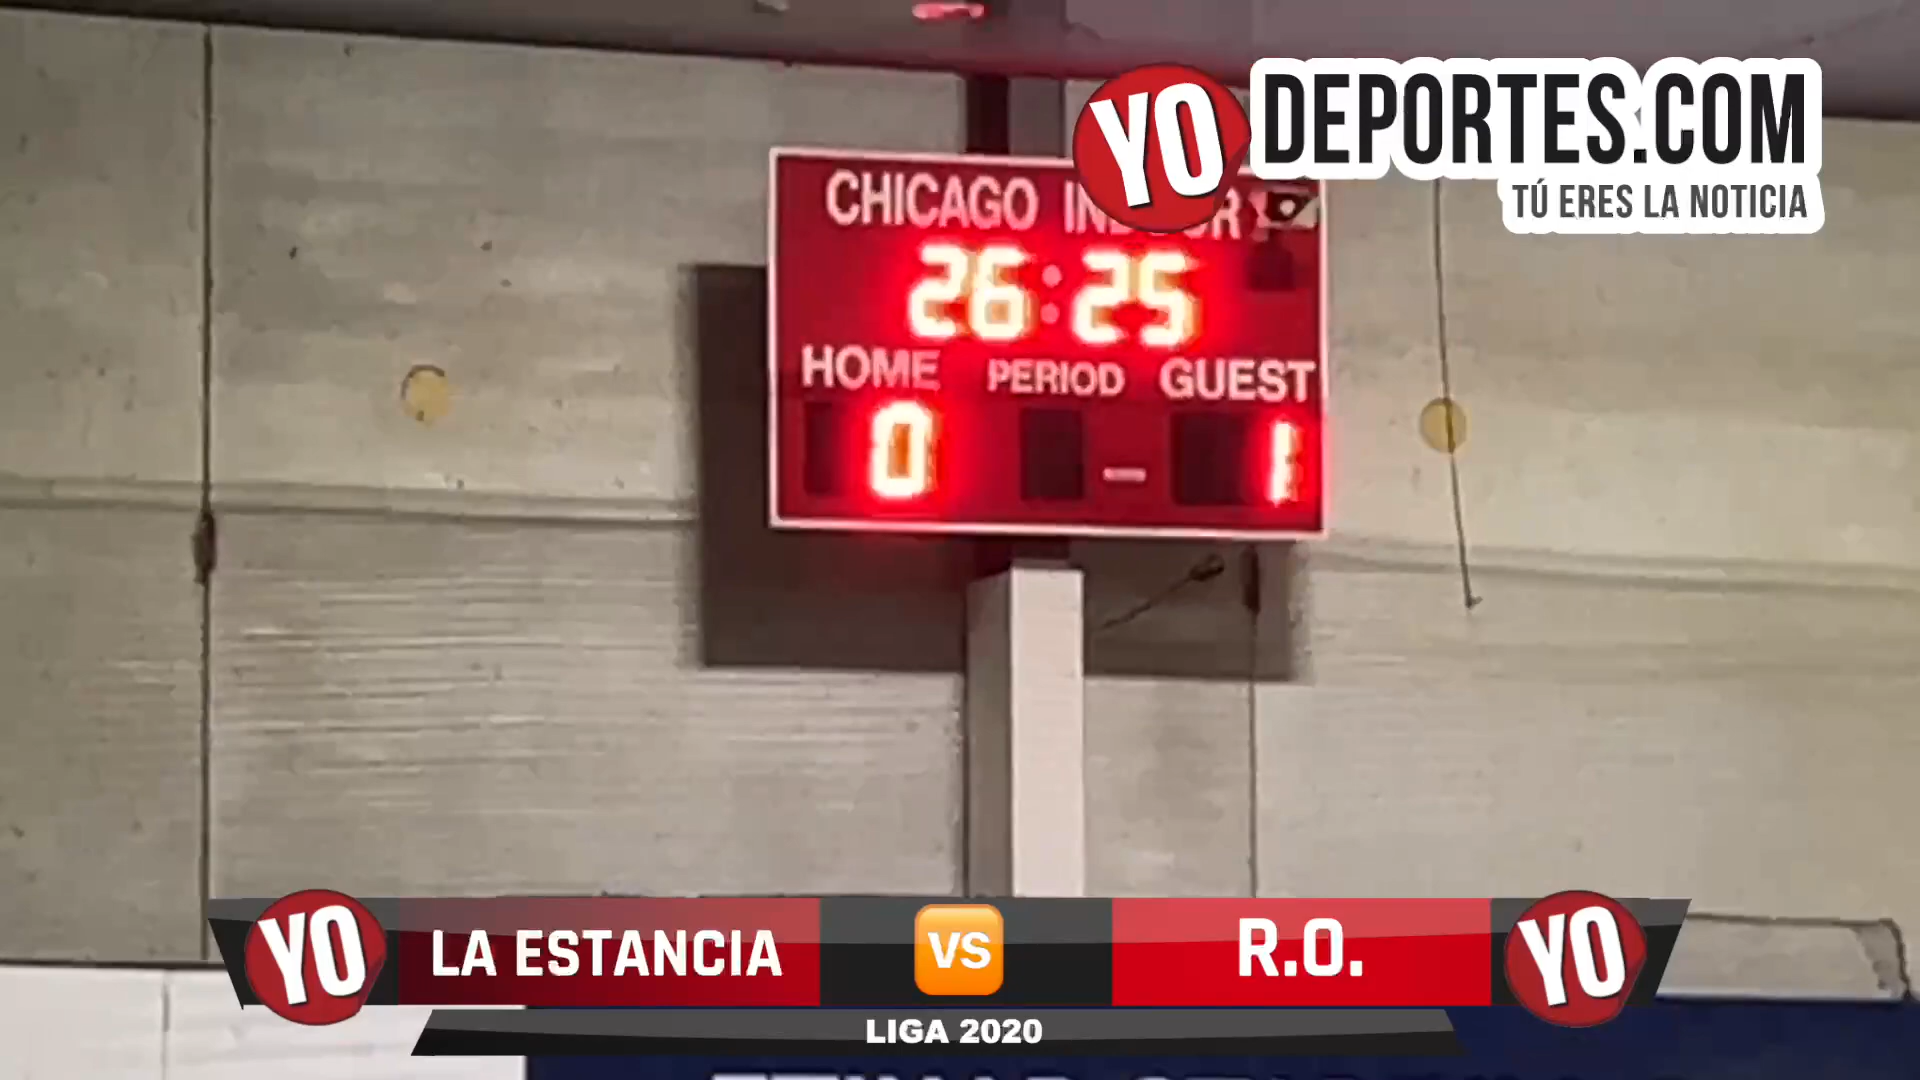 YO DEPORTES.COM
TÚ ERES LA NOTICIA
CHICAGO
26:25
HOME PERIOD GUEST
0 1
YO LA ESTANCIA VS R.O. YO
LIGA 2020